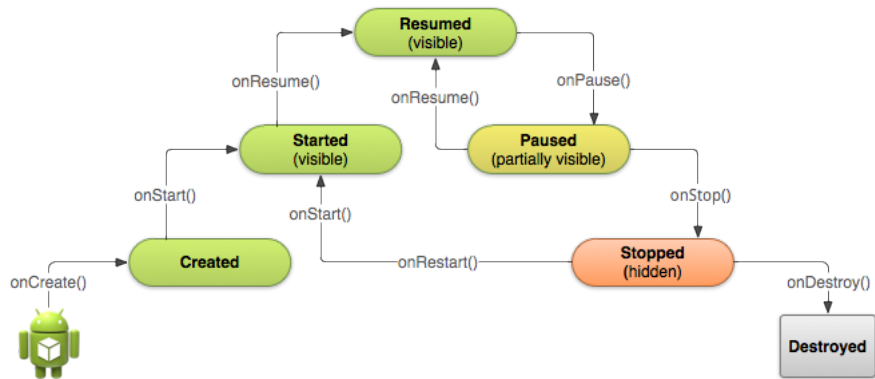 Resumed
(visible)
onResume()
onPause()
onResume()
Started
(visible)
Paused
(partially visible)
onStart()
onStart()
onStop()
Created
onRestart()
Stopped
(hidden)
onCreate()
onDestroy()
Destroyed